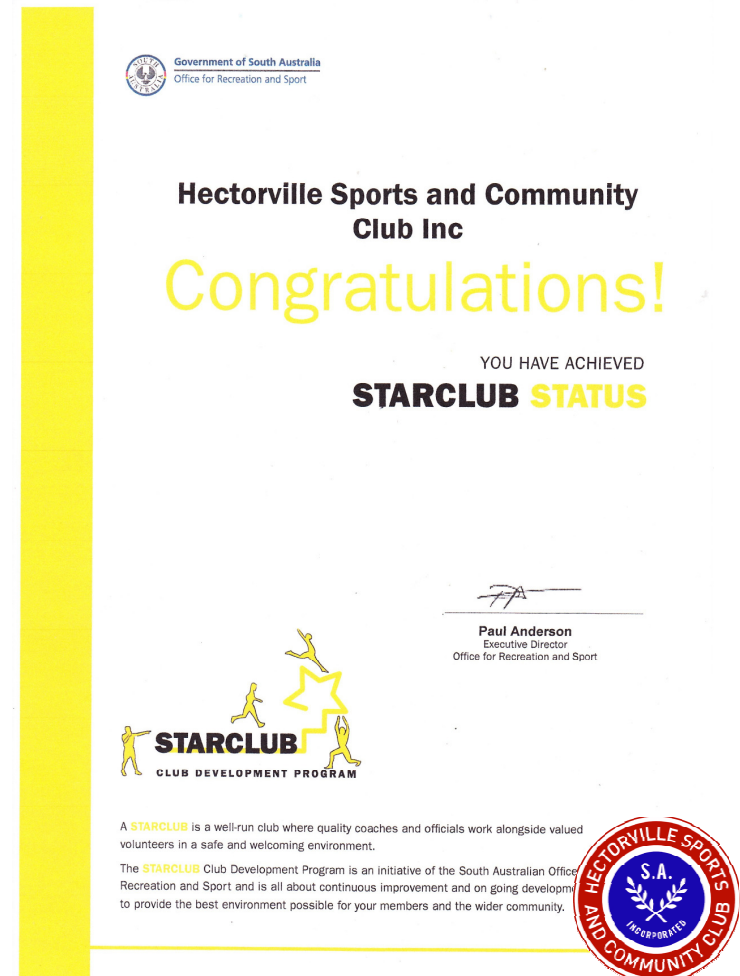 Government of South Australia
Office for Recreation and Sport
Hectorville Sports and Community
Club Inc
Congratulations!
YOU HAVE ACHIEVED
STARCLUB STATUS
Paul Anderson
Executive Director
Office for Recreation and Sport
STARCLUB
CLUB DEVELOPMENT PROGRAM
A STARCLUB is a well-run club where quality coaches and officials work alongside valued
volunteers in a safe and welcoming environment.
The STARCLUB Club Development Program is an initiative of the South Australian Office
Recreation and Sport and is all about continuous improvement and on going developm
to provide the best environment possible for your members and the wider community.
HECTORVILLE SPORTS
AND COMMUNITY CLUB
S.A.
INCORPORATED